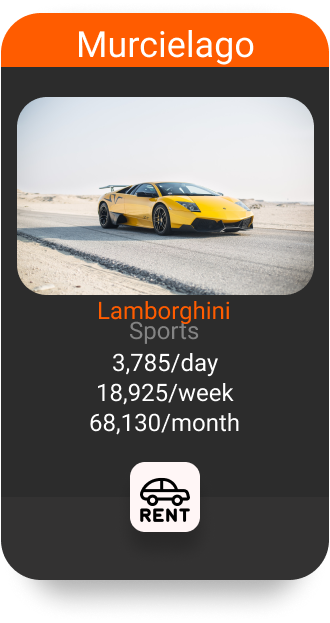 Murcielago
Lamborghini
Sports
3,785/day
18,925/week
68,130/month
RENT